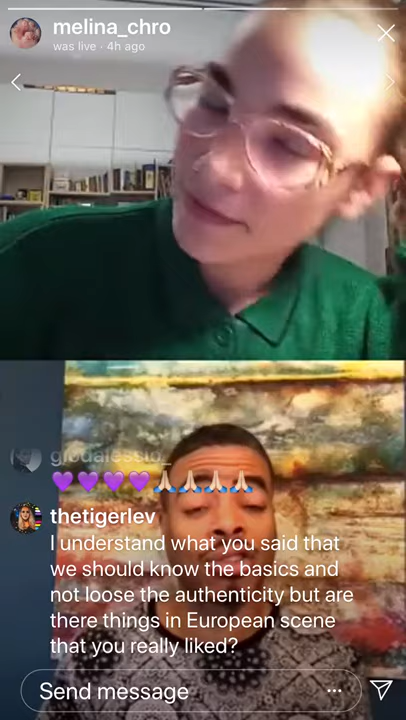 melina_chro
was live · 4h ago
giodalessio_
💜💜💜💜🙏🏻🙏🏻🙏🏻🙏🏻
thetigerlev
I understand what you said that
we should know the basics and
not loose the authenticity but are
there things in European scene
that you really liked?
Send message